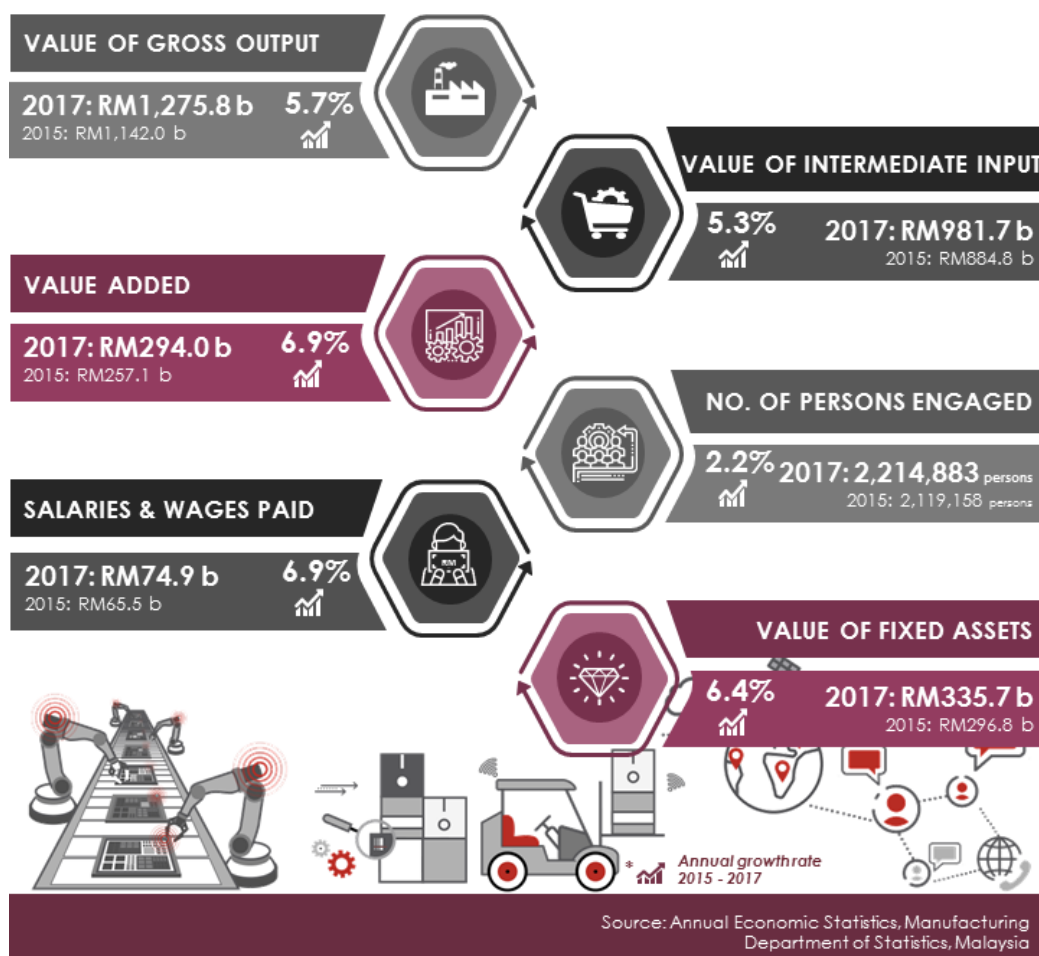 VALUE OF GROSS OUTPUT
2017: RM1,275.8 b 5.7%
2015: RM1,142.0 b
VALUE OF INTERMEDIATE INPUT
5.3% 2017: RM981.7 b
2015: RM884.8 b
VALUE ADDED
2017: RM294.0 b 6.9%
2015: RM257.1 b
NO. OF PERSONS ENGAGED
2.2% 2017: 2,214,883 persons
2015: 2,119,158 persons
SALARIES & WAGES PAID
2017: RM74.9 b 6.9%
2015: RM65.5 b
RM
VALUE OF FIXED ASSETS
6.4% 2017: RM335.7 b
2015: RM296.8 b
* Annual growth rate
2015 - 2017
Source: Annual Economic Statistics, Manufacturing
Department of Statistics, Malaysia